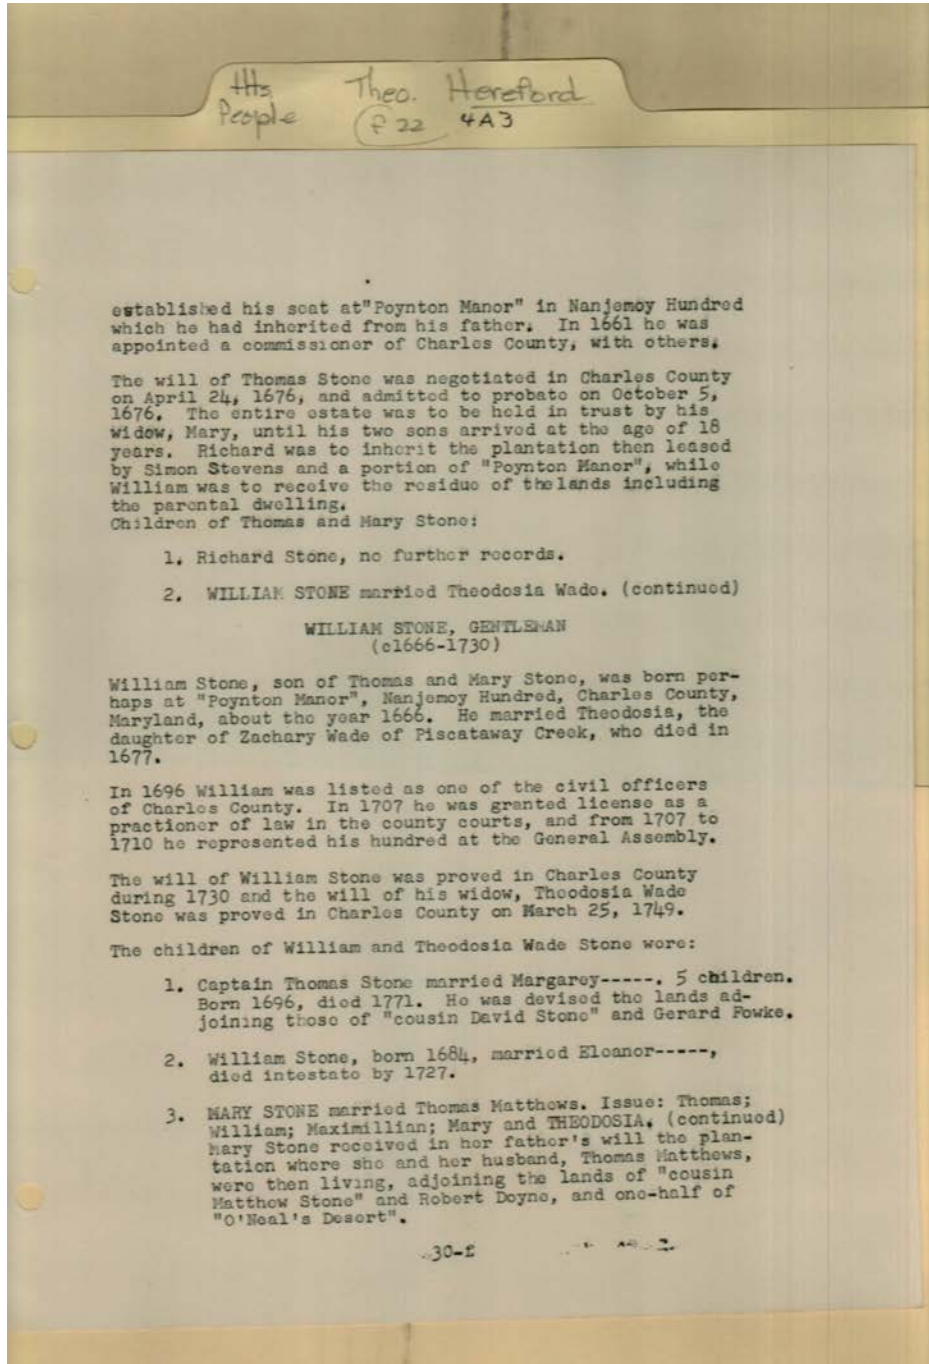 HHs Theo. Hereford
People f 22 4A3
established his seat at"Poynton Manor" in Nanjemoy Hundred
which he had inherited from his father. In 1661 he was
appointed a commissioner of Charles County, with others.
The will of Thomas Stone was negotiated in Charles County
on April 24, 1676, and admitted to probate on October 5,
1676. The entire estate was to be held in trust by his
widow, Mary, until his two sons arrived at the age of 18
years. Richard was to inherit the plantation then leased
by Simon Stevens and a portion of "Poynton Manor", while
William was to receive the residue of thelands including
the parental dwelling.
Children of Thomas and Mary Stone:
1. Richard Stone, no further records.
2. WILLIAM STONE married Theodosia Wade. (continued)
WILLIAM STONE, GENTLEMAN
(c1666-1730)
William Stone, son of Thomas and Mary Stone, was born per-
haps at "Poynton Manor", Nanjemoy Hundred, Charles County,
Maryland, about the year 1666. He married Theodosia, the
daughter of Zachary Wade of Piscataway Creek, who died in
1677.
In 1696 William was listed as one of the civil officers
of Charles County. In 1707 he was granted license as a
practioner of law in the county courts, and from 1707 to
1710 he represented his hundred at the General Assembly.
The will of William Stone was proved in Charles County
during 1730 and the will of his widow, Theodosia Wade
Stone was proved in Charles County on March 25, 1749.
The children of William and Theodosia Wade Stone were:
1. Captain Thomas Stone married Margarey-----. 5 children.
Born 1696, died 1771. He was devised the lands ad-
joining those of "cousin David Stone" and Gerard Fowke.
2. William Stone, born 1684, married Eleanor-----,
died intestate by 1727.
3. MARY STONE married Thomas Matthews. Issue: Thomas;
William; Maximillian; Mary and THEODOSIA. (continued)
Mary Stone received in her father's will the plan-
tation where she and her husband, Thomas Matthews,
were then living, adjoining the lands of "cousin
Matthew Stone" and Robert Doyne, and one-half of
"O'Neal's Desert".
30-f